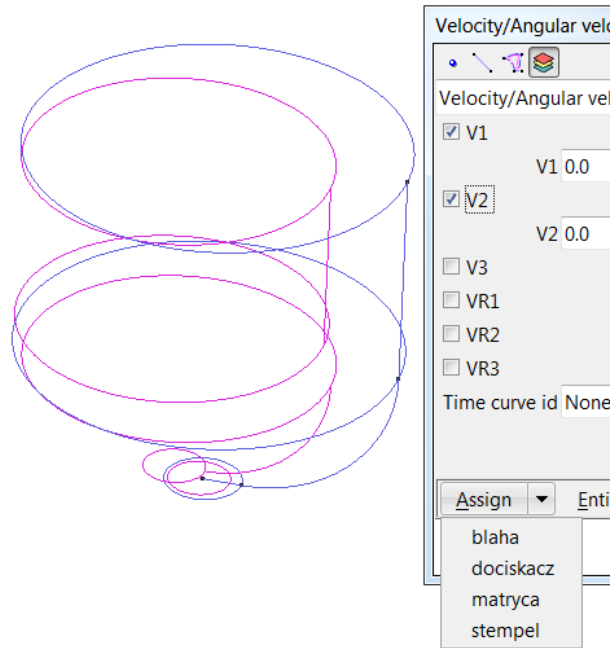 Velocity/Angular velo
Velocity/Angular vel
V1
V1 0.0
V2
V2 0.0
V3
VR1
VR2
VR3
Time curve id None
Assign Enti
blaha
dociskacz
matryca
stempel